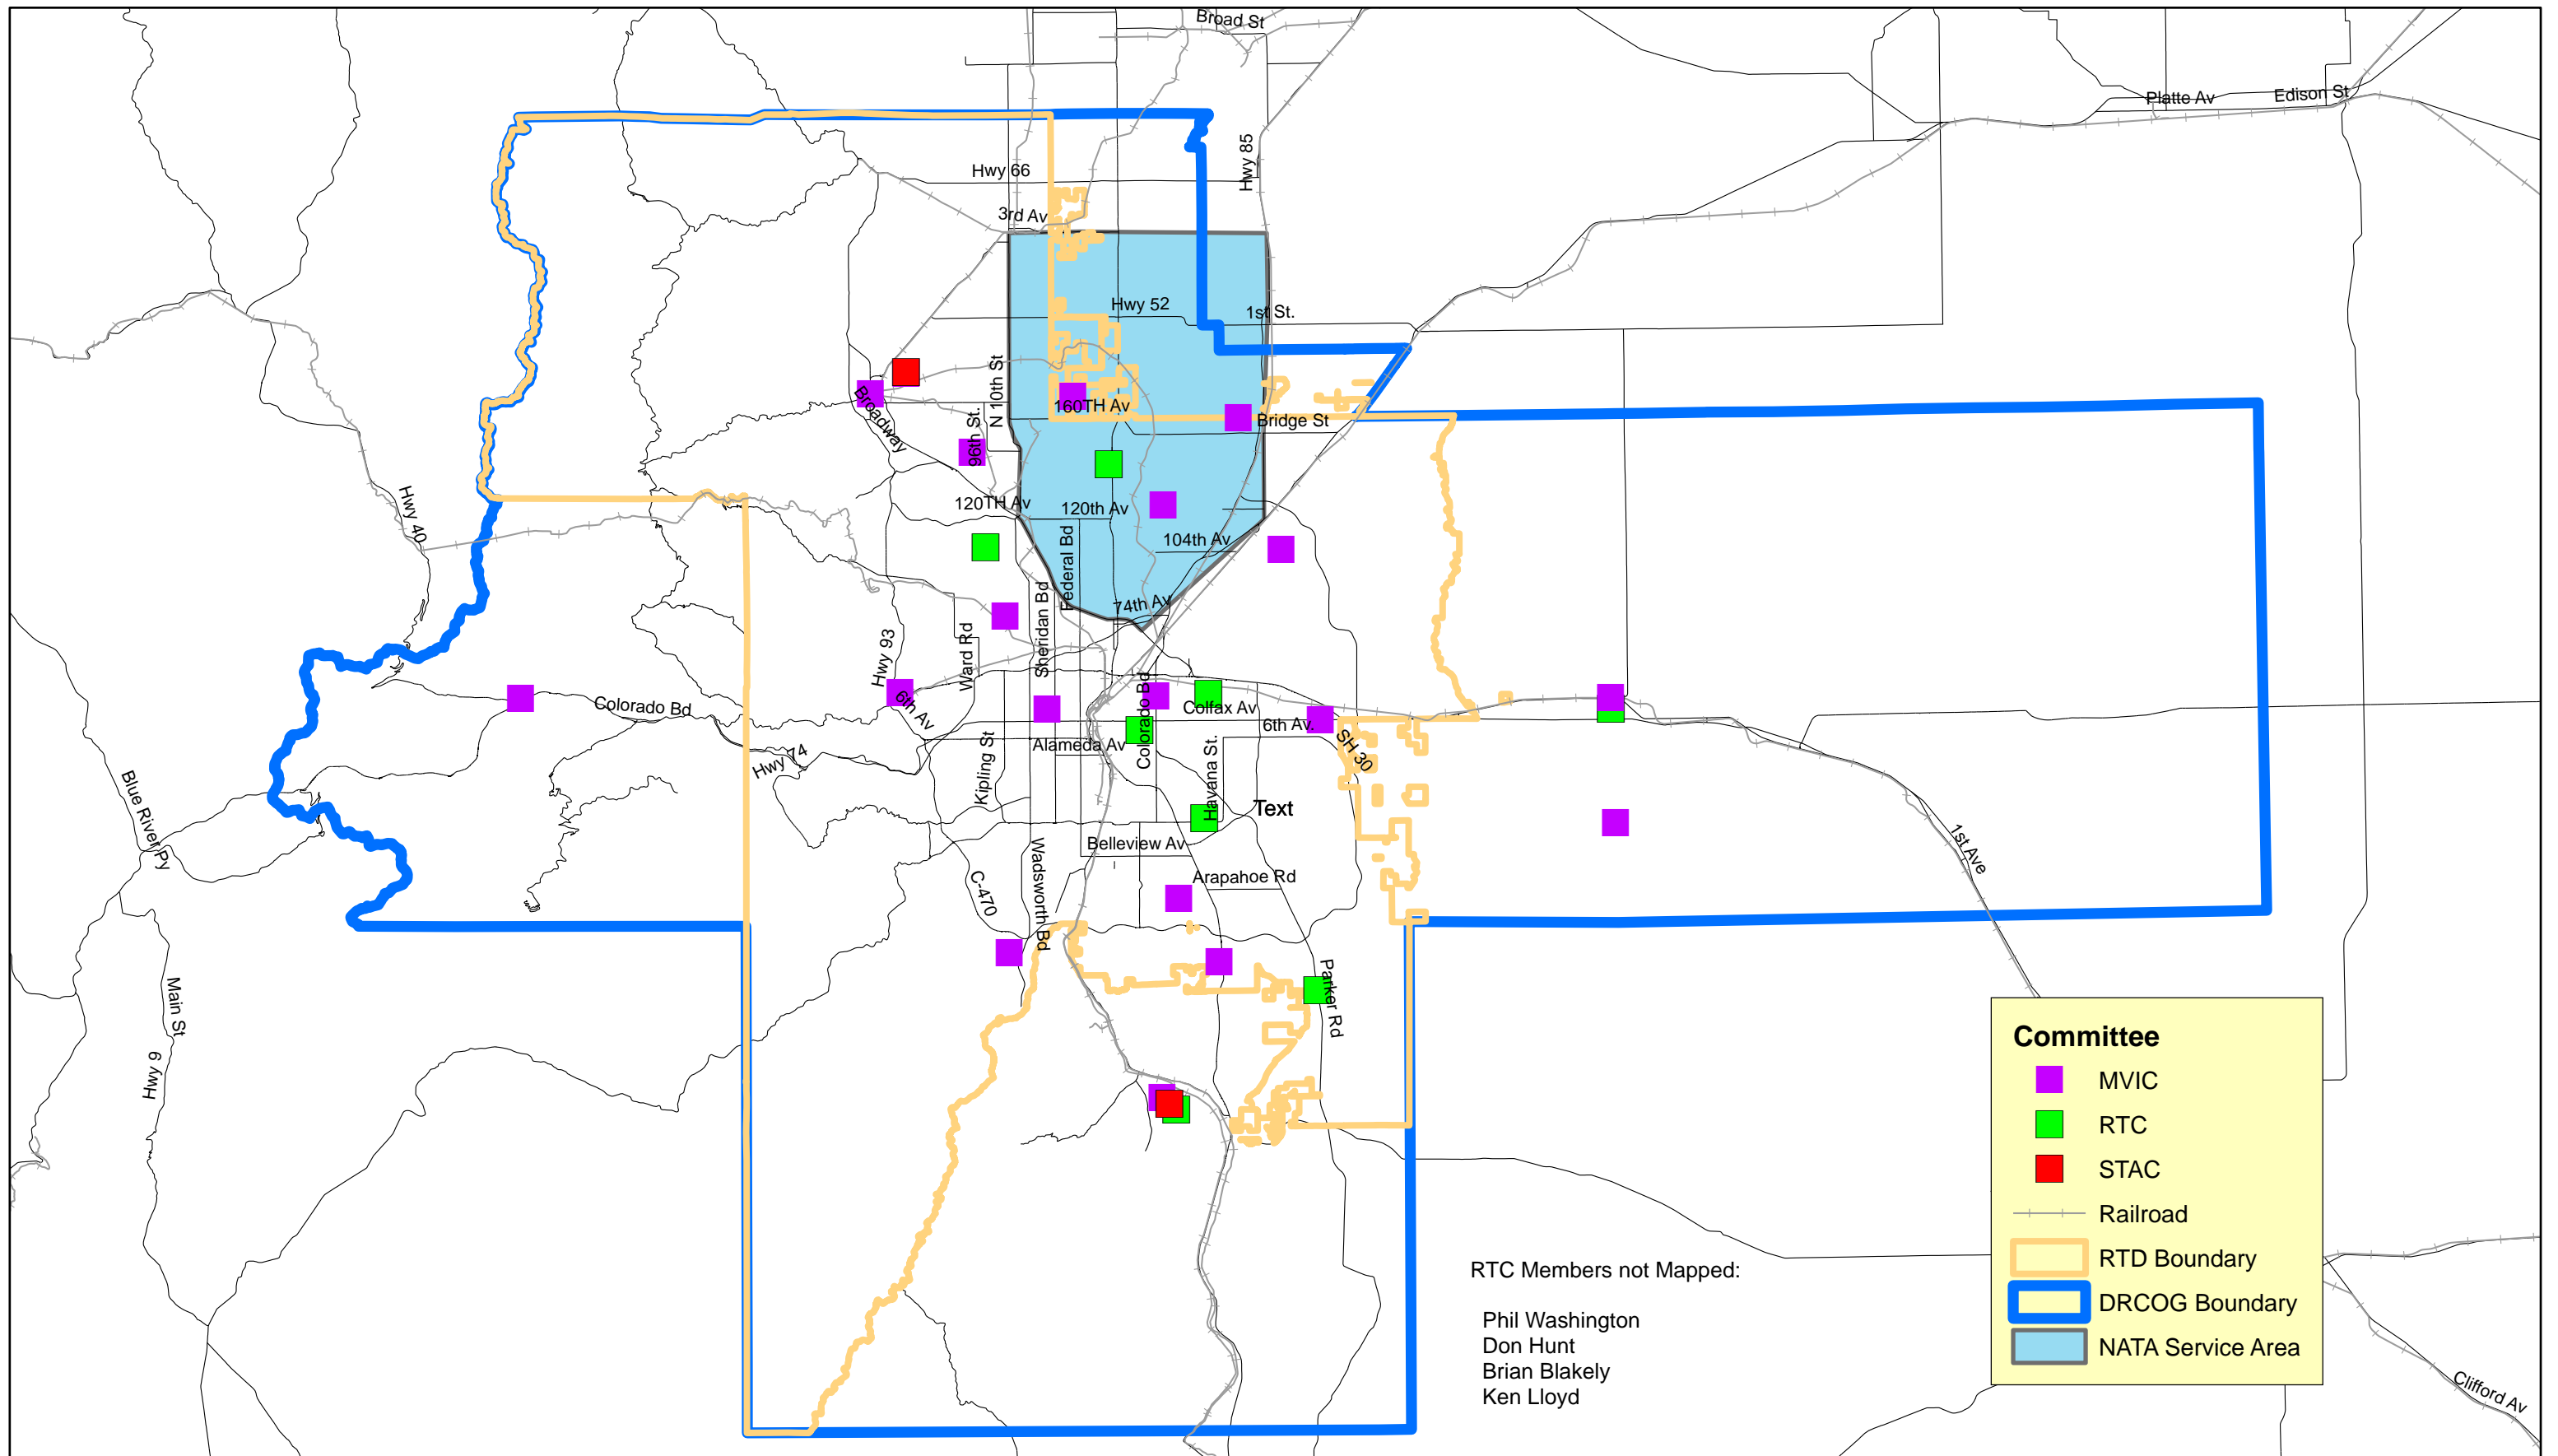 Broad St
Platte Av
Edison St
Hwy 85
Hwy 66
3rd Av
Hwy 52
1st St.
N 10th St
160TH Av
Bridge St
Broadway
96th St.
Hwy 40
120TH Av
120th Av
104th Av
Federal Bd
74th Av
Sheridan Bd
Ward Rd
Hwy 93
6th Av
Colorado Bd
Colorado Bd
Colfax Av
6th Av.
SH 30
Alameda Av
Hwy 74
Kipling St
Havana St.
Text
Blue River Py
Belleview Av
1st Ave
Wadsworth Bd
C-470
Arapahoe Rd
Parker Rd
Main St
Hwy 9
Committee
MVIC
RTC
STAC
Railroad
RTD Boundary
DRCOG Boundary
NATA Service Area
RTC Members not Mapped:
Phil Washington
Don Hunt
Brian Blakely
Ken Lloyd
Clifford Av